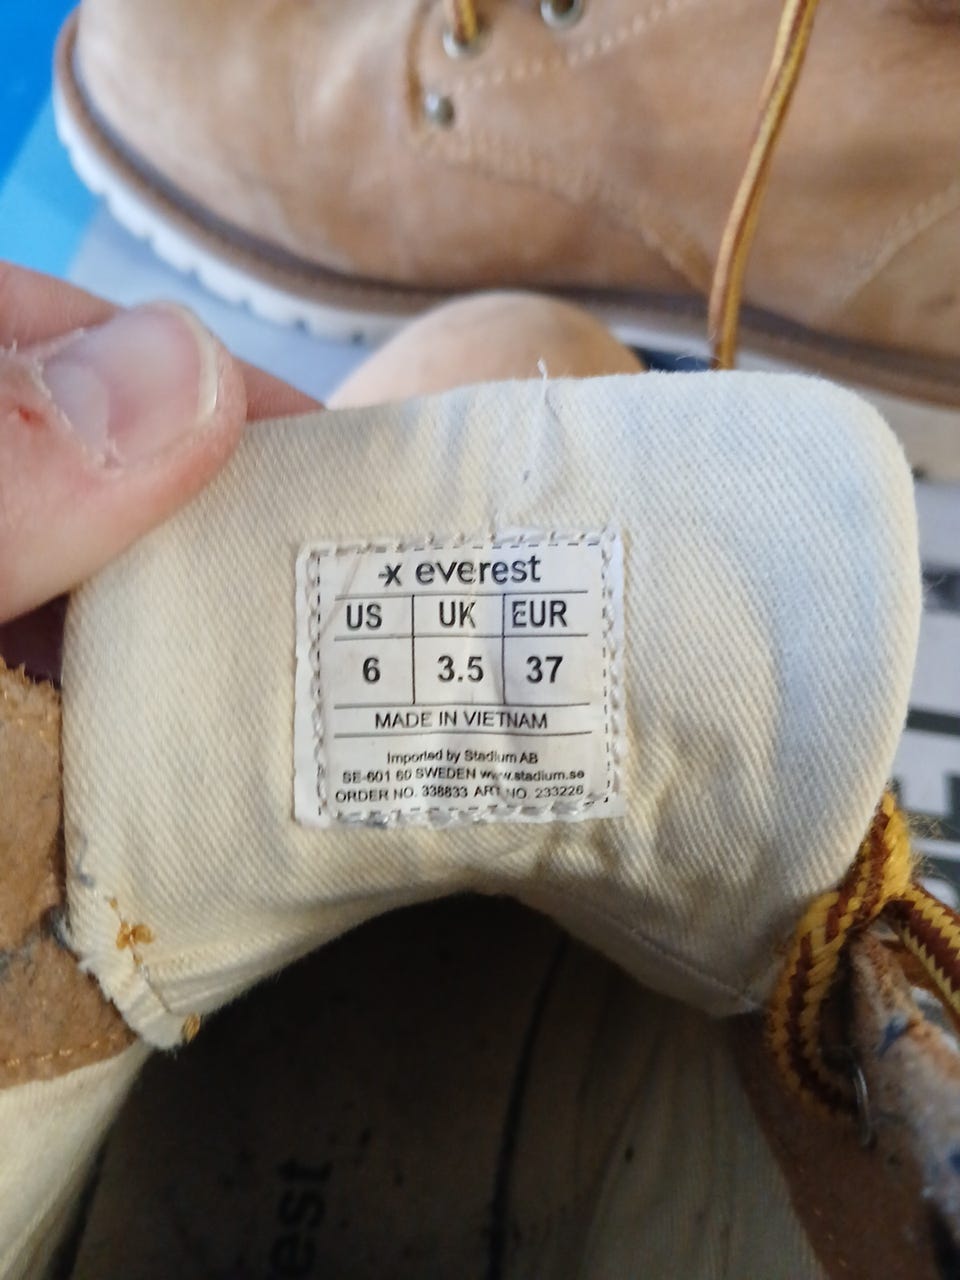 everest
US UK EUR
6 3.5 37
MADE IN VIETNAM
Imported by Stadium AB
SE-601 60 SWEDEN www.stadium.se
ORDER NO. 338833 ART NO. 233226
est